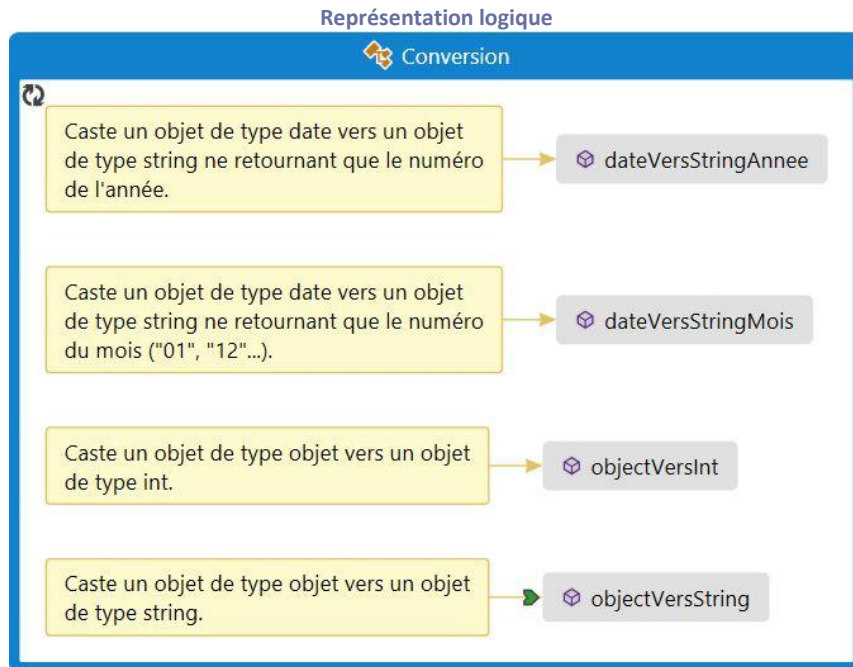 Représentation logique
Conversion
Caste un objet de type date vers un objet
de type string ne retournant que le numéro
de l'année.
dateVersStringAnnee
Caste un objet de type date vers un objet
de type string ne retournant que le numéro
du mois ("01", "12"...).
dateVersStringMois
Caste un objet de type objet vers un objet
de type int.
objectVersInt
Caste un objet de type objet vers un objet
de type string.
objectVersString